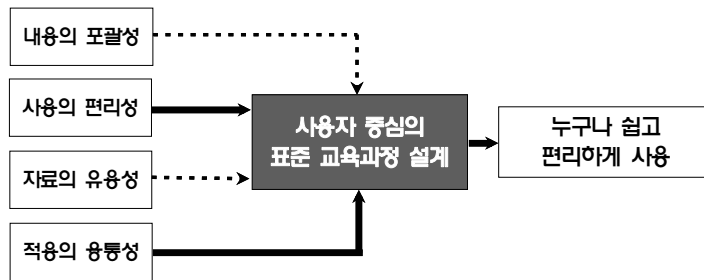 내용의 포괄성
사용의 편리성
자료의 유용성
적용의 융통성
사용자 중심의
표준 교육과정 설계
누구나 쉽고
편리하게 사용